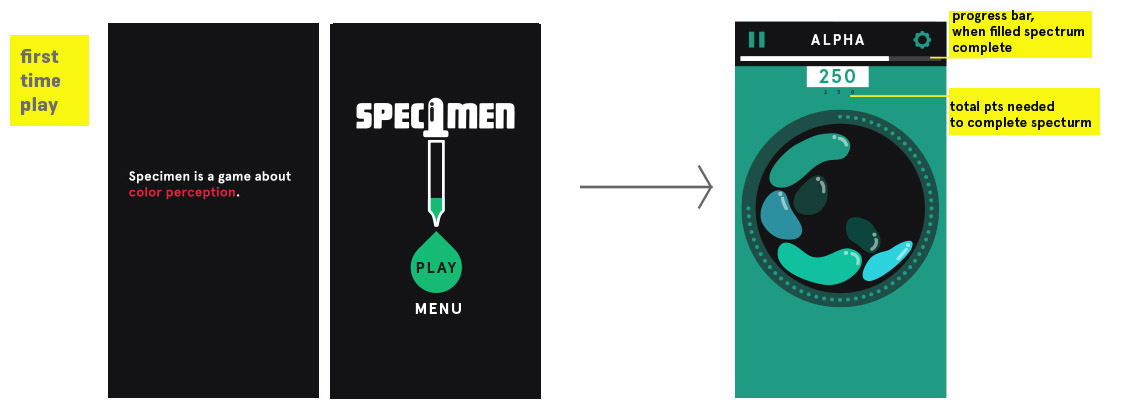 first
time
play
Specimen is a game about
color perception.
SPECIMEN
PLAY
MENU
ALPHA
250
progress bar,
when filled spectrum
complete
total pts needed
to complete specturm